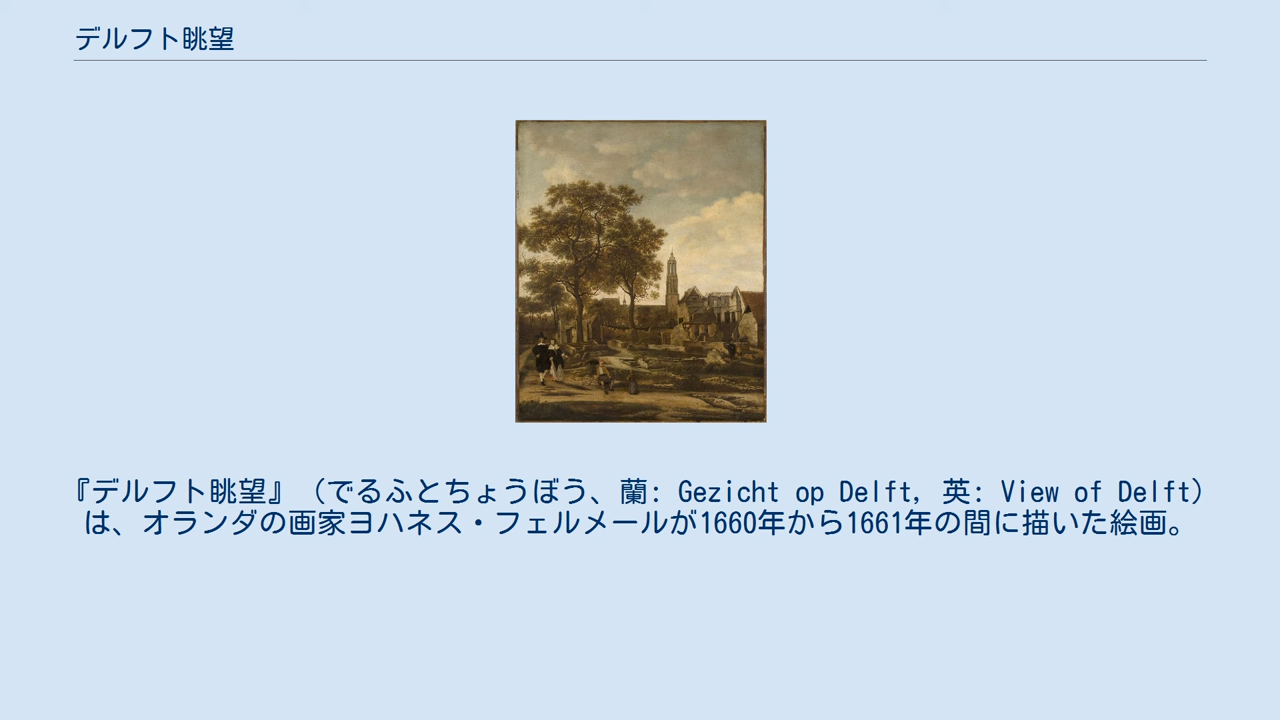 デルフト眺望
『デルフト眺望』（でるふとちょうぼう、蘭: Gezicht op Delft, 英: View of Delft）
は、オランダの画家ヨハネス・フェルメールが1660年から1661年の間に描いた絵画。